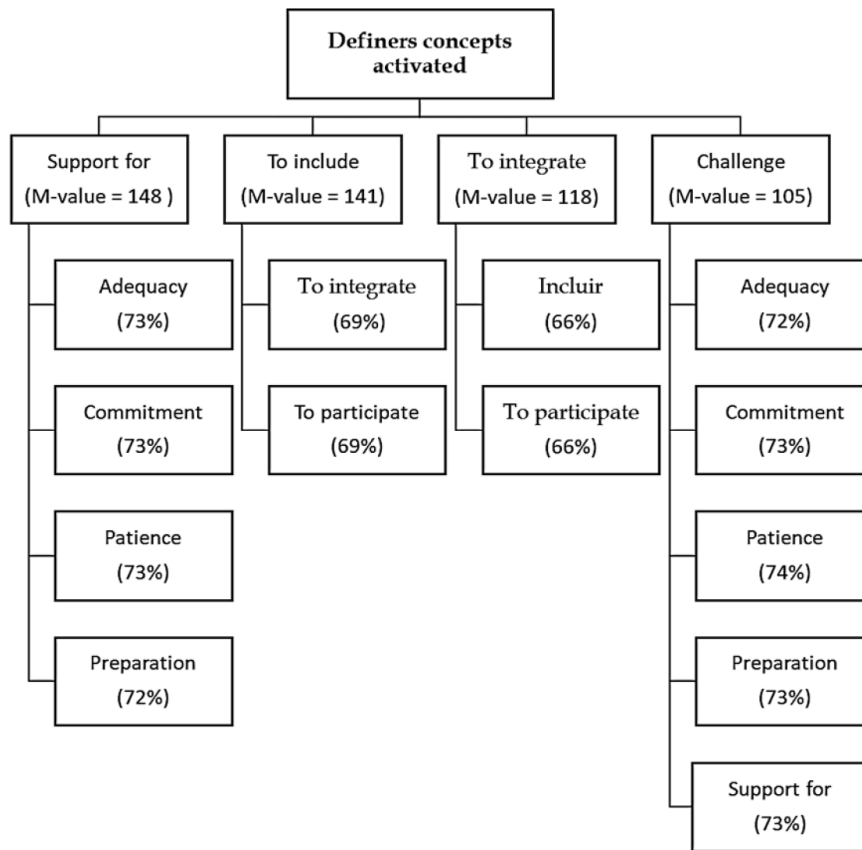 Definers concepts
activated
Support for
(M-value = 148 )
To include
(M-value = 141)
To integrate
(M-value = 118)
Challenge
(M-value = 105)
Adequacy
(73%)
Commitment
(73%)
Patience
(73%)
Preparation
(72%)
To integrate
(69%)
To participate
(69%)
Incluir
(66%)
To participate
(66%)
Adequacy
(72%)
Commitment
(73%)
Patience
(74%)
Preparation
(73%)
Support for
(73%)